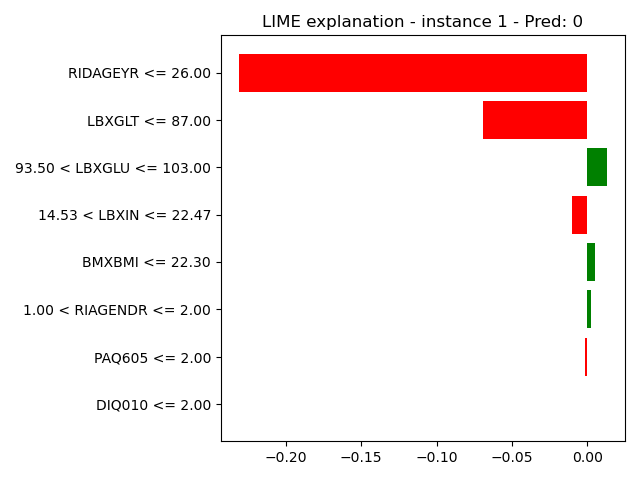 LIME explanation - instance 1 - Pred: 0
RIDAGEYR <= 26.00
LBXGLT <= 87.00
93.50 < LBXGLU <= 103.00
14.53 < LBXIN <= 22.47
BMXBMI <= 22.30
1.00 < RIAGENDR <= 2.00
PAQ605 <= 2.00
DIQ010 <= 2.00
−0.20 −0.15 −0.10 −0.05 0.00